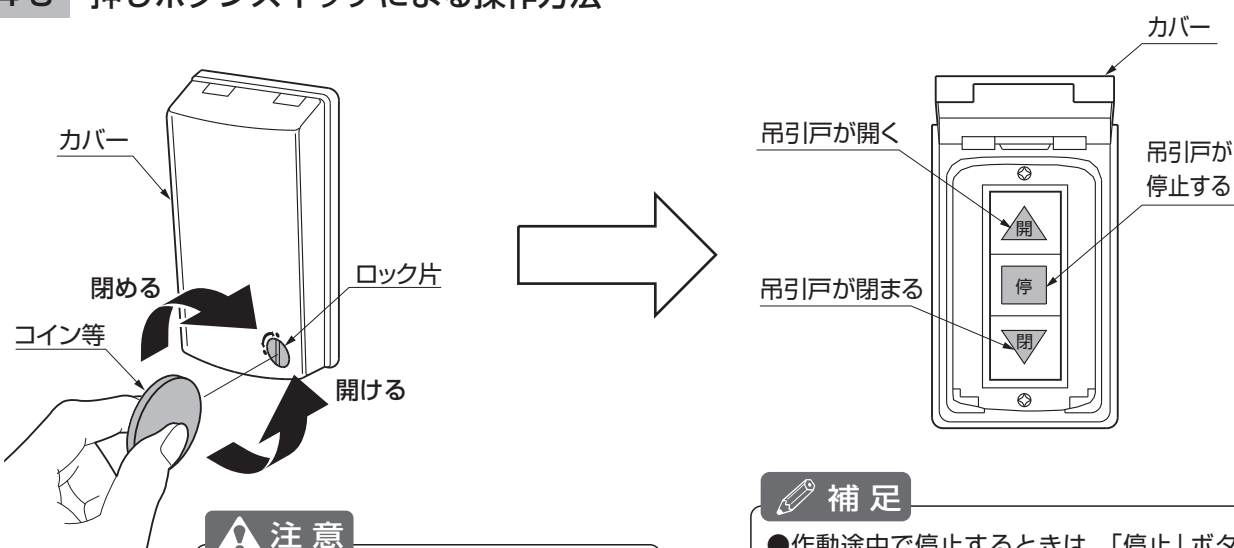 押しボタンスイッチによる操作方法
カバー
閉める
ロック片
コイン等
開ける
注 意
カバー
吊引戸が開く
吊引戸が
停止する
開
停
閉
吊引戸が閉まる
補 足
●作動途中で停止するときは、「停止」ボタ